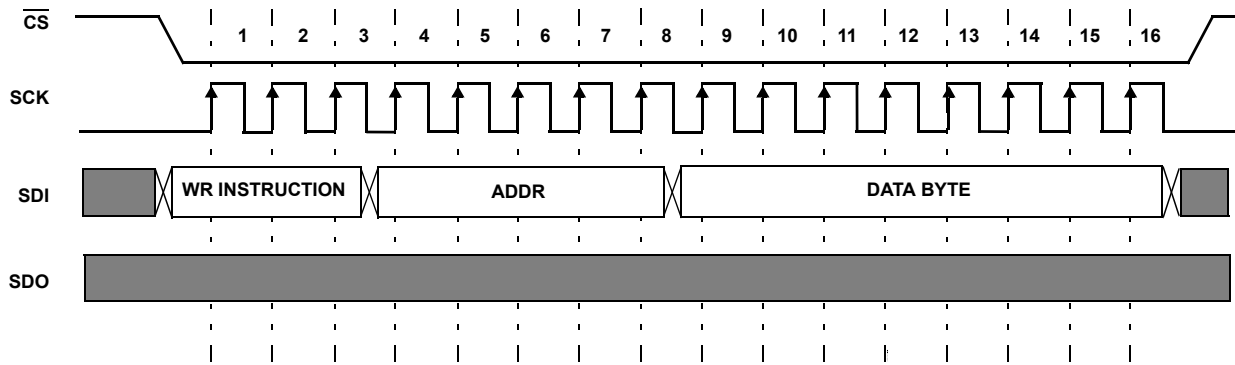 CS
1 2 3 4 5 6 7 8 9 10 11 12 13 14 15 16
SCK
SDI WR INSTRUCTION ADDR DATA BYTE
SDO